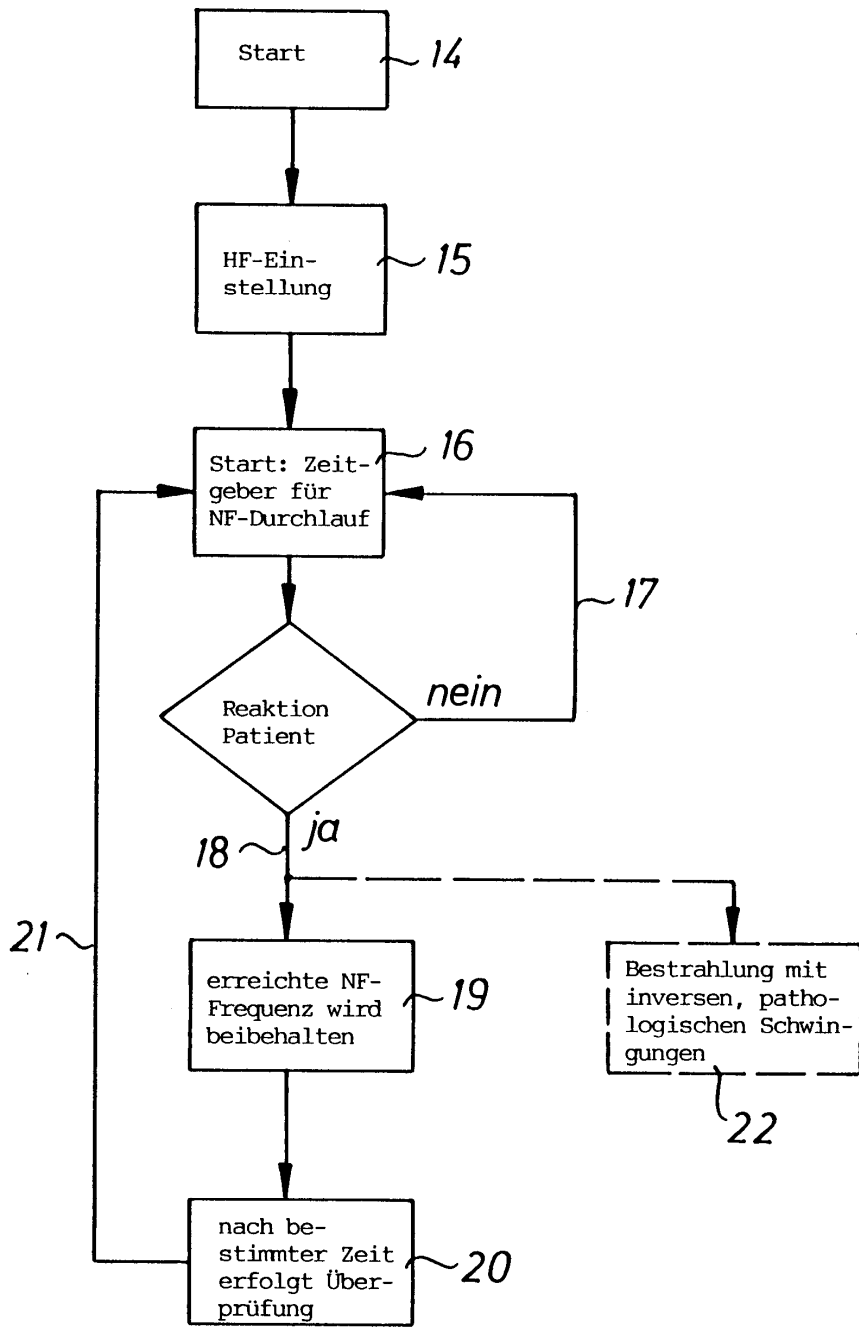 Start
14
HF-Ein-
stellung
15
16
Start: Zeit-
geber für
NF-Durchlauf
17
nein
Reaktion
Patient
ja
18
21
erreichte NF-
Frequenz wird
beibehalten
19
Bestrahlung mit
inversen, patho-
logischen Schwin-
gungen
22
nach be-
stimmter Zeit
erfolgt Über-
prüfung
20